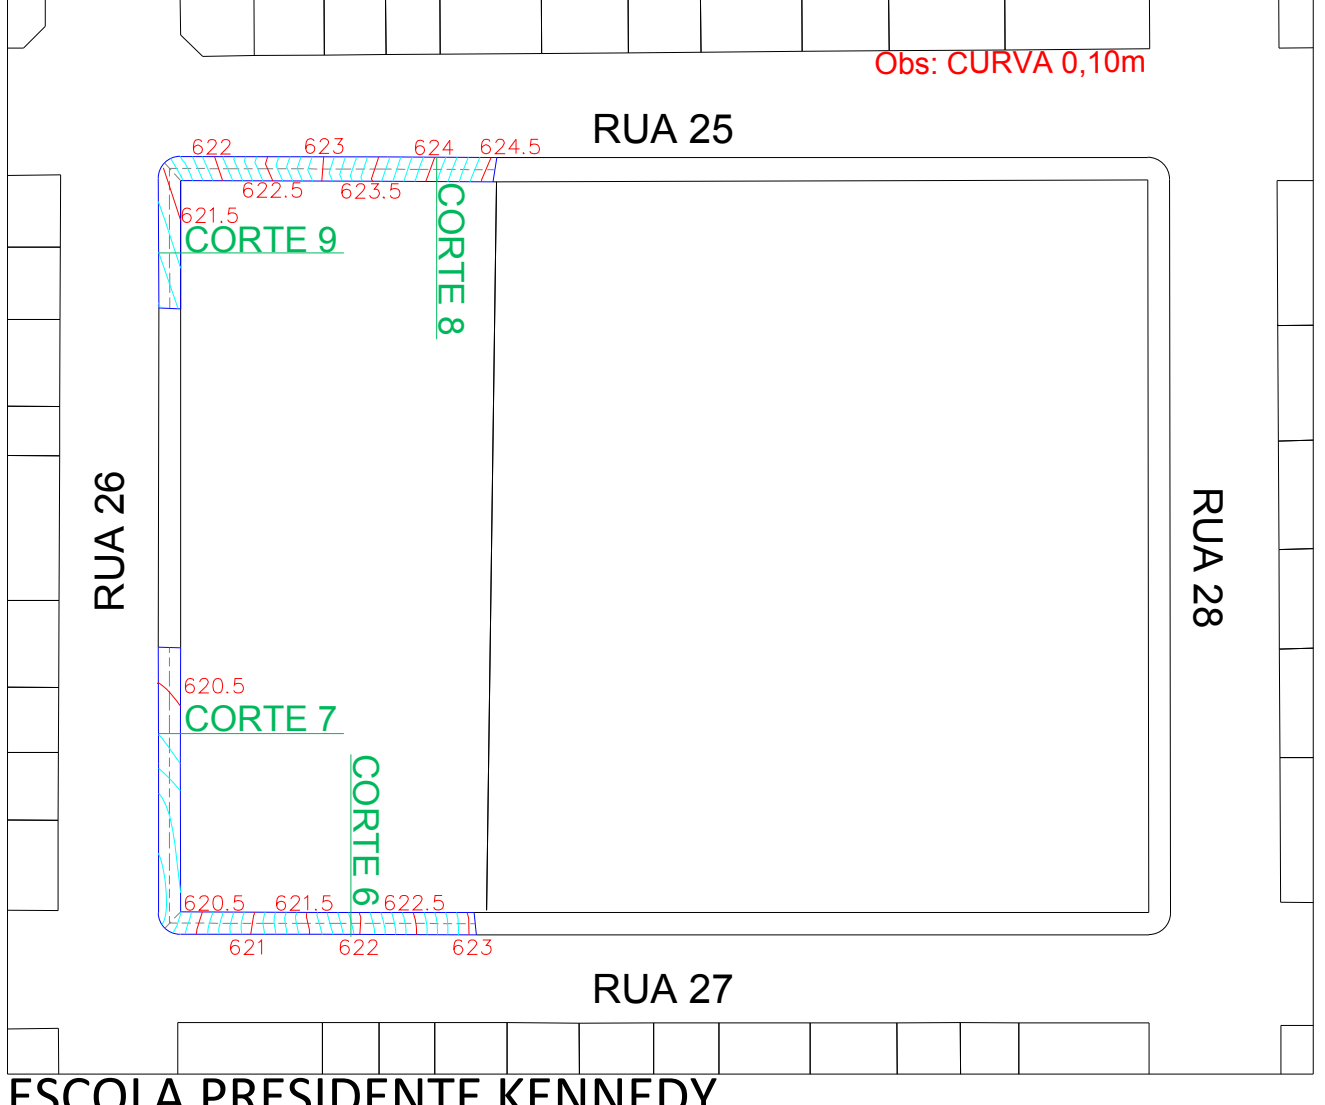 Obs: CURVA 0,10m
RUA 25
622
623
624
624.5
622.5
623.5
621.5
CORTE 9
CORTE 8
RUA 26
RUA 28
620.5
CORTE 7
CORTE 6
620.5
621.5
622.5
621
622
623
RUA 27
ESCOLA PRESIDENTE KENNEDY